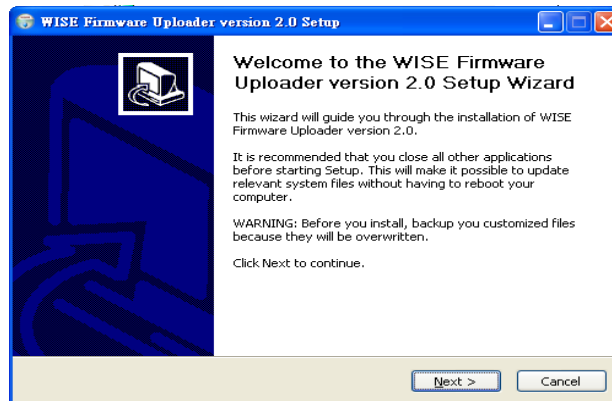 WISE Firmware Uploader version 2.0 Setup
Welcome to the WISE Firmware
Uploader version 2.0 Setup Wizard
This wizard will guide you through the installation of WISE
Firmware Uploader version 2.0.
It is recommended that you close all other applications
before starting Setup. This will make it possible to update
relevant system files without having to reboot your
computer.
WARNING: Before you install, backup you customized files
because they will be overwritten.
Click Next to continue.
Next >
Cancel